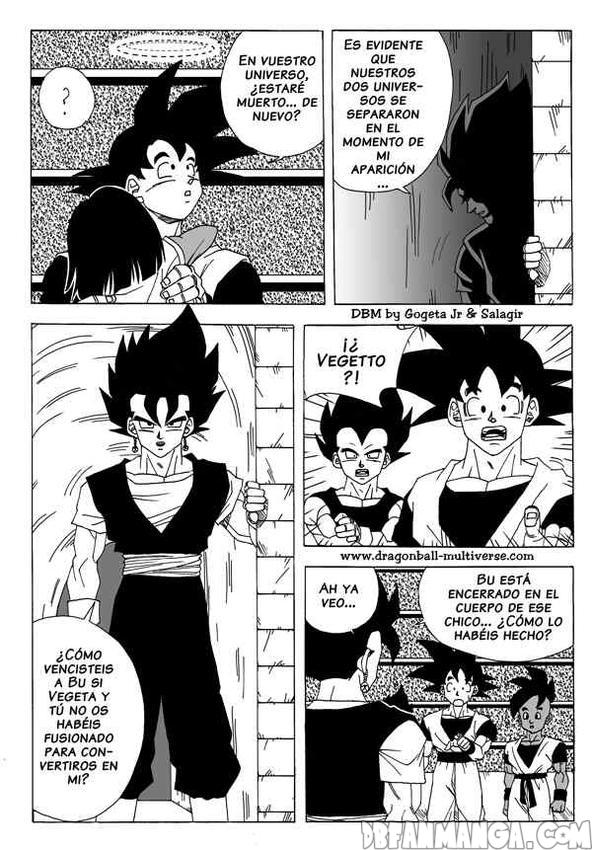 EN VUESTRO
UNIVERSO,
¿ESTARÉ
MUERTO... DE
NUEVO?
?
ES EVIDENTE
QUE
NUESTROS
DOS UNIVER-
SOS SE
SEPARARON
EN EL
MOMENTO DE
MI
APARICIÓN
...
DBM by Gogeta Jr & Salagir
¡¿
VEGETTO
?!
¿CÓMO
VENCISTEIS
A BU SI
VEGETA Y
TÚ NO OS
HABÉIS
FUSIONADO
PARA CON-
VERTIROS EN
MI?
www.dragonball-multiverse.com
AH YA
VEO...
BU ESTÁ
ENCERRADO EN EL
CUERPO DE ESE
CHICO... ¿CÓMO LO
HABÉIS HECHO?
DBFANMANGA.COM